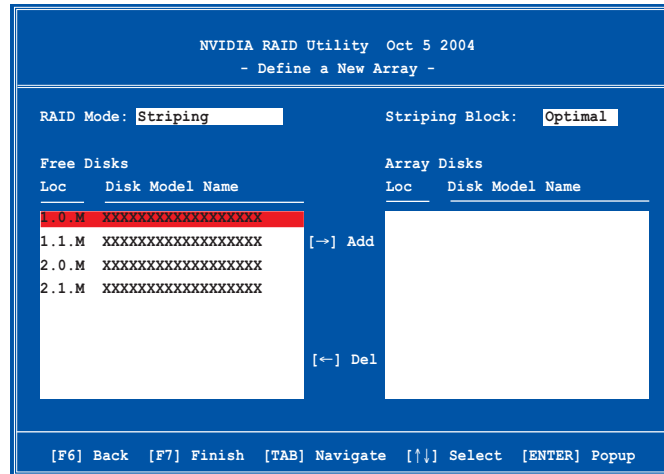 NVIDIA RAID Utility Oct 5 2004
- Define a New Array -
RAID Mode: Striping Striping Block: Optimal
Free Disks Array Disks
Loc Disk Model Name Loc Disk Model Name
1.0.M XXXXXXXXXXXXXXXXXX
1.1.M XXXXXXXXXXXXXXXXXX [→] Add
2.0.M XXXXXXXXXXXXXXXXXX
2.1.M XXXXXXXXXXXXXXXXXX
[←] Del
[F6] Back [F7] Finish [TAB] Navigate [↑↓] Select [ENTER] Popup